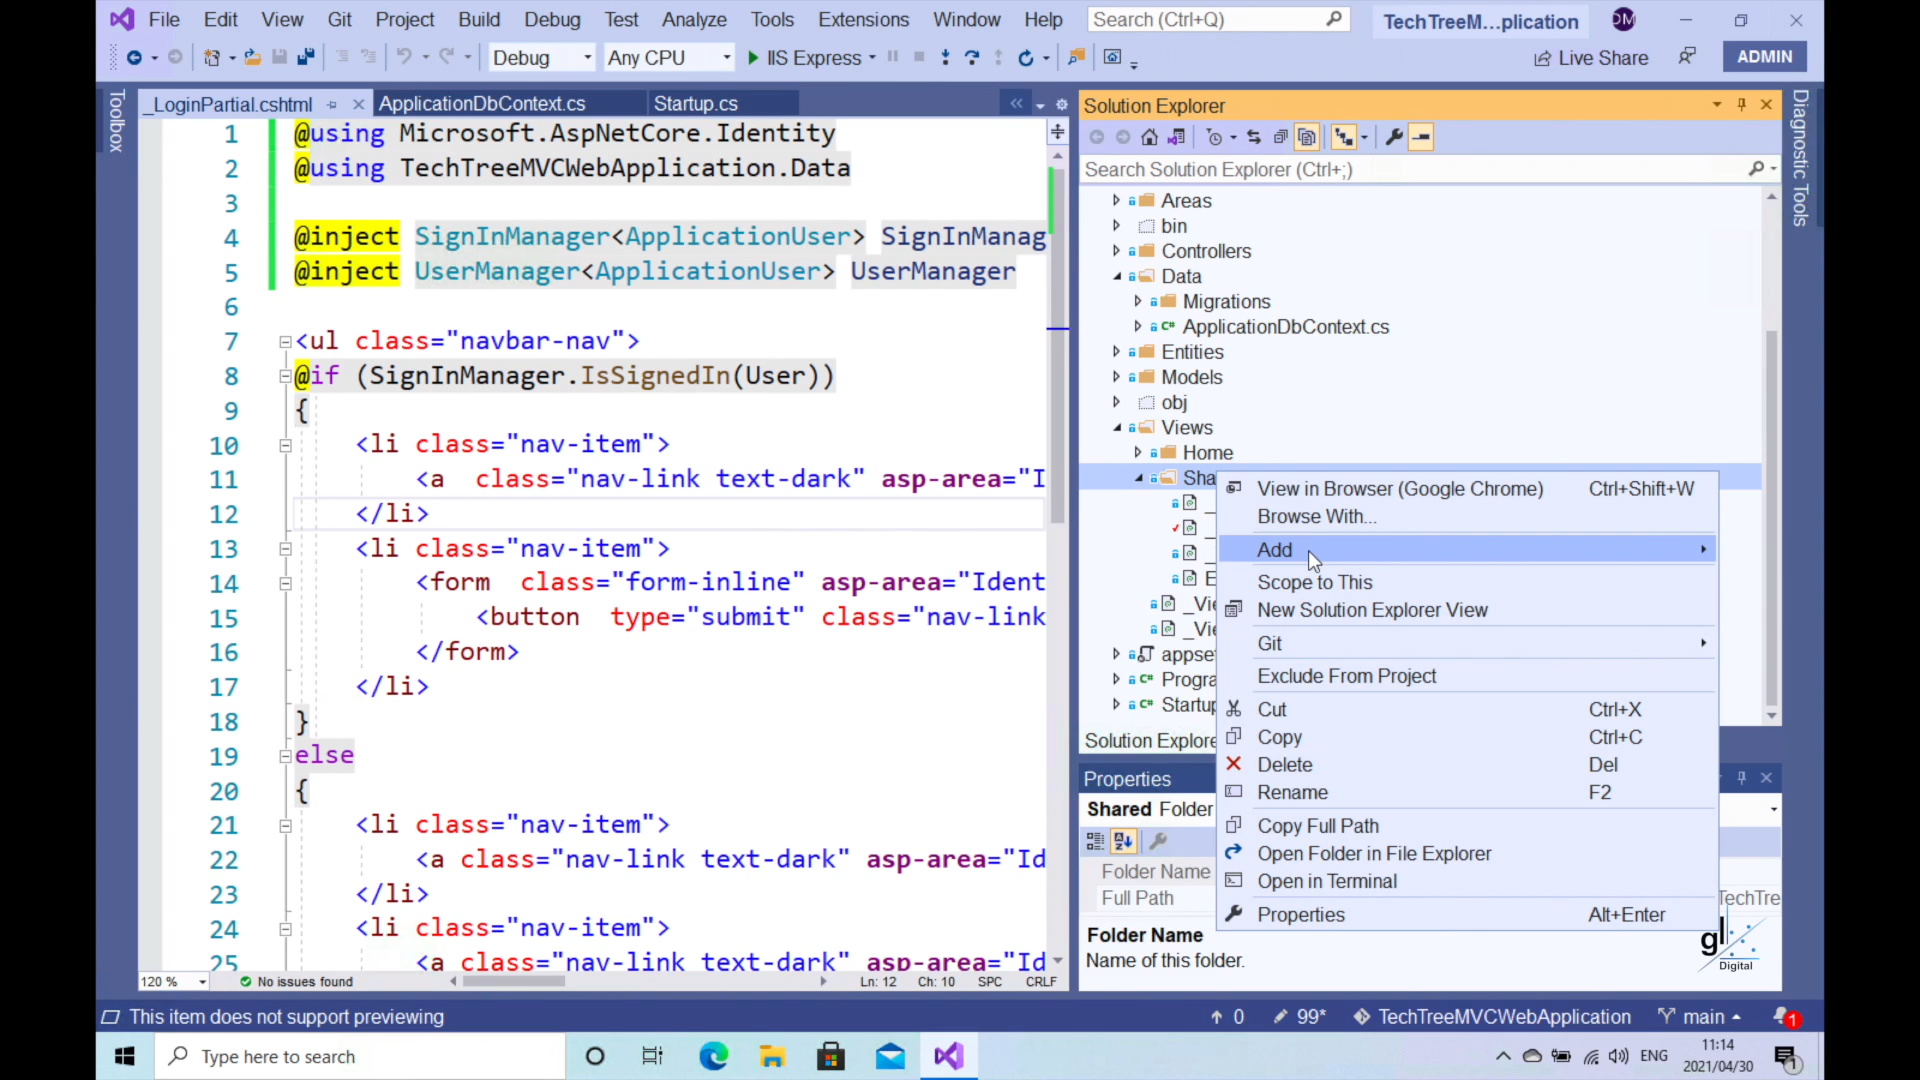 File Edit View Git Project Build Debug Test Analyze Tools Extensions Window Help Search (Ctrl+Q) TechTreeM...plication DM
Debug Any CPU IIS Express Live Share ADMIN
Toolbox
_LoginPartial.cshtml ApplicationDbContext.cs Startup.cs
1 @using Microsoft.AspNetCore.Identity
2 @using TechTreeMVCWebApplication.Data
3
4 @inject SignInManager<ApplicationUser> SignInManag
5 @inject UserManager<ApplicationUser> UserManager
6
7 <ul class="navbar-nav">
8 @if (SignInManager.IsSignedIn(User))
9 {
10 <li class="nav-item">
11 <a class="nav-link text-dark" asp-area="I
12 </li>
13 <li class="nav-item">
14 <form class="form-inline" asp-area="Ident
15 <button type="submit" class="nav-link
16 </form>
17 </li>
18 }
19 else
20 {
21 <li class="nav-item">
22 <a class="nav-link text-dark" asp-area="Id
23 </li>
24 <li class="nav-item">
25 <a class="nav-link text-dark" asp-area="Id
120 % No issues found Ln: 12 Ch: 10 SPC CRLF
Solution Explorer
Search Solution Explorer (Ctrl+;)
Areas
bin
Controllers
Data
Migrations
C# ApplicationDbContext.cs
Entities
Models
obj
Views
Home
Sha
_
_
_
E
_Vie
_Vie
appset
C# Progra
C# Startup
Solution Explore
View in Browser (Google Chrome) Ctrl+Shift+W
Browse With...
Add
Scope to This
New Solution Explorer View
Git
Exclude From Project
Cut Ctrl+X
Copy Ctrl+C
Delete Del
Rename F2
Copy Full Path
Open Folder in File Explorer
Open in Terminal
Properties Alt+Enter
Properties
Shared Folder
Folder Name
Full Path TechTre
Folder Name
Name of this folder.
gl
Digital
Diagnostic Tools
This item does not support previewing 0 99* TechTreeMVCWebApplication main 1
Type here to search ENG 11:14
2021/04/30 1